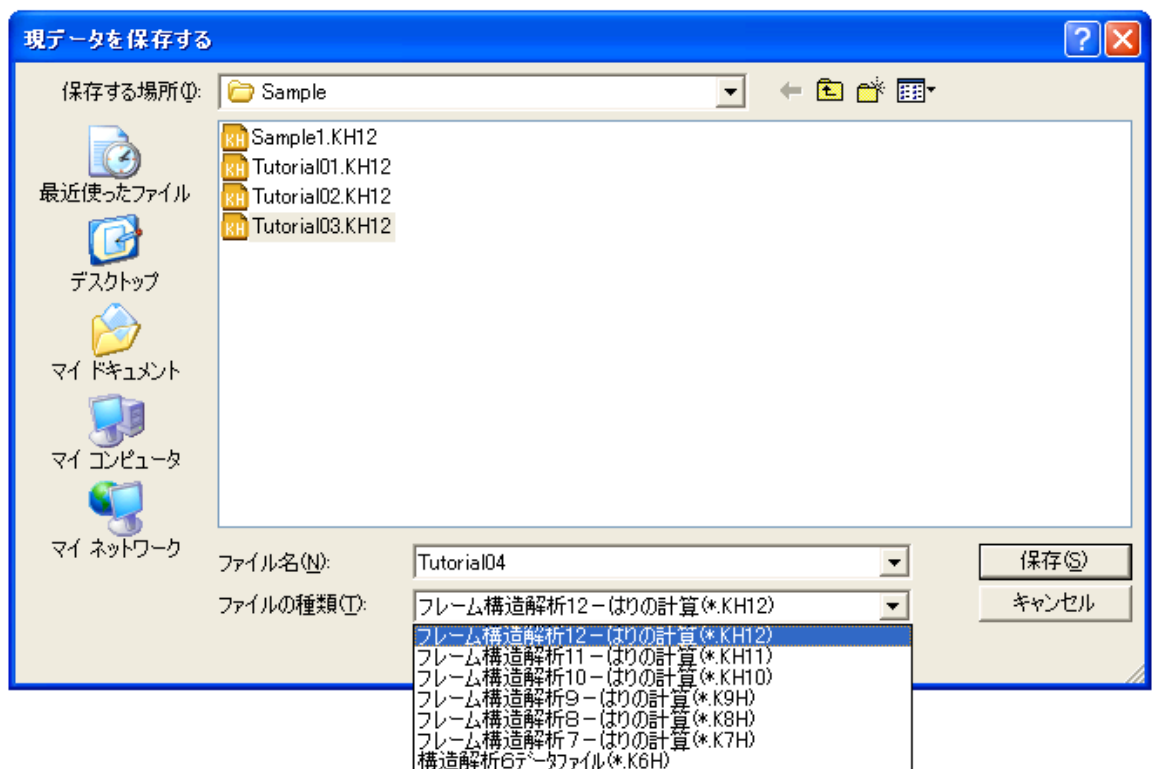 現データを保存する
保存する場所(I):
Sample
Sample1.KH12
Tutorial01.KH12
Tutorial02.KH12
Tutorial03.KH12
最近使ったファイル
デスクトップ
マイ ドキュメント
マイ コンピュータ
マイ ネットワーク
ファイル名(N):
Tutorial04
保存(S)
ファイルの種類(T):
フレーム構造解析12-はりの計算(*.KH12)
キャンセル
フレーム構造解析12-はりの計算(*.KH12)
フレーム構造解析11-はりの計算(*.KH11)
フレーム構造解析10-はりの計算(*.KH10)
フレーム構造解析9-はりの計算(*.K9H)
フレーム構造解析8-はりの計算(*.K8H)
フレーム構造解析7-はりの計算(*.K7H)
構造解析6データファイル(*.K6H)